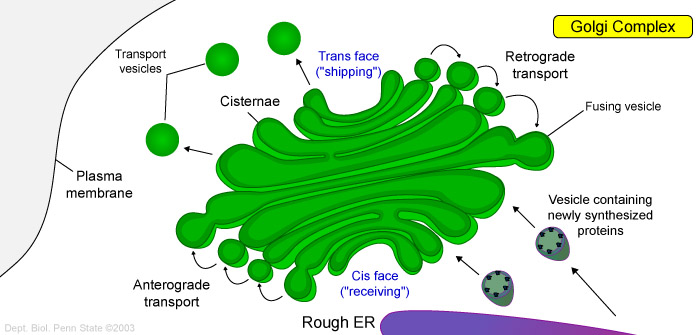 Golgi Complex
Transport
vesicles
Trans face
("shipping")
Retrograde
transport
Cisternae
Fusing vesicle
Plasma
membrane
Vesicle containing
newly synthesized
proteins
Anterograde
transport
Cis face
("receiving")
Rough ER
Dept. Biol. Penn State ©2003